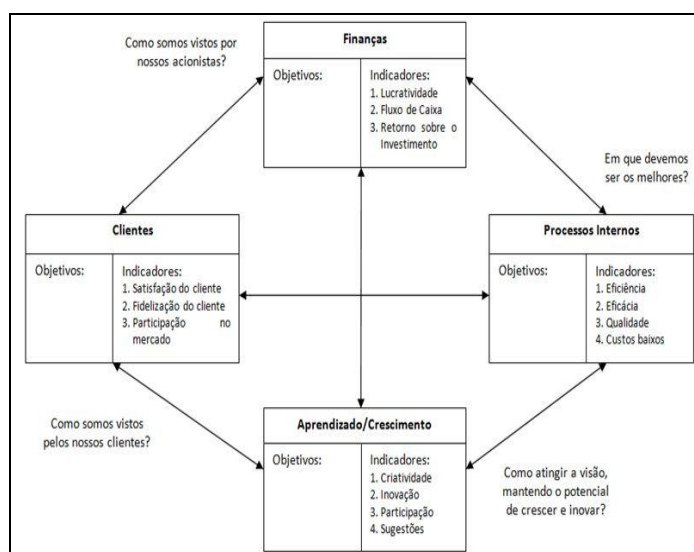 Como somos vistos por
nossos acionistas?
Finanças
Objetivos:
Indicadores:
1. Lucratividade
2. Fluxo de Caixa
3. Retorno sobre o
Investimento
Em que devemos
ser os melhores?
Clientes
Objetivos:
Indicadores:
1. Satisfação do cliente
2. Fidelização do cliente
3. Participação no
mercado
Processos Internos
Objetivos:
Indicadores:
1. Eficiência
2. Eficácia
3. Qualidade
4. Custos baixos
Como somos vistos
pelos nossos clientes?
Aprendizado/Crescimento
Objetivos:
Indicadores:
1. Criatividade
2. Inovação
3. Participação
4. Sugestões
Como atingir a visão,
mantendo o potencial
de crescer e inovar?